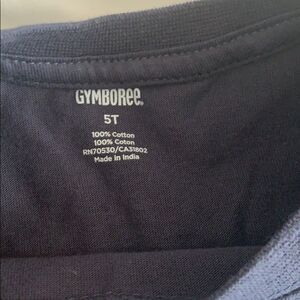 GYMBOREE.
5T
100% Cotton
100% Coton
RN70530/CA31802
Made in India